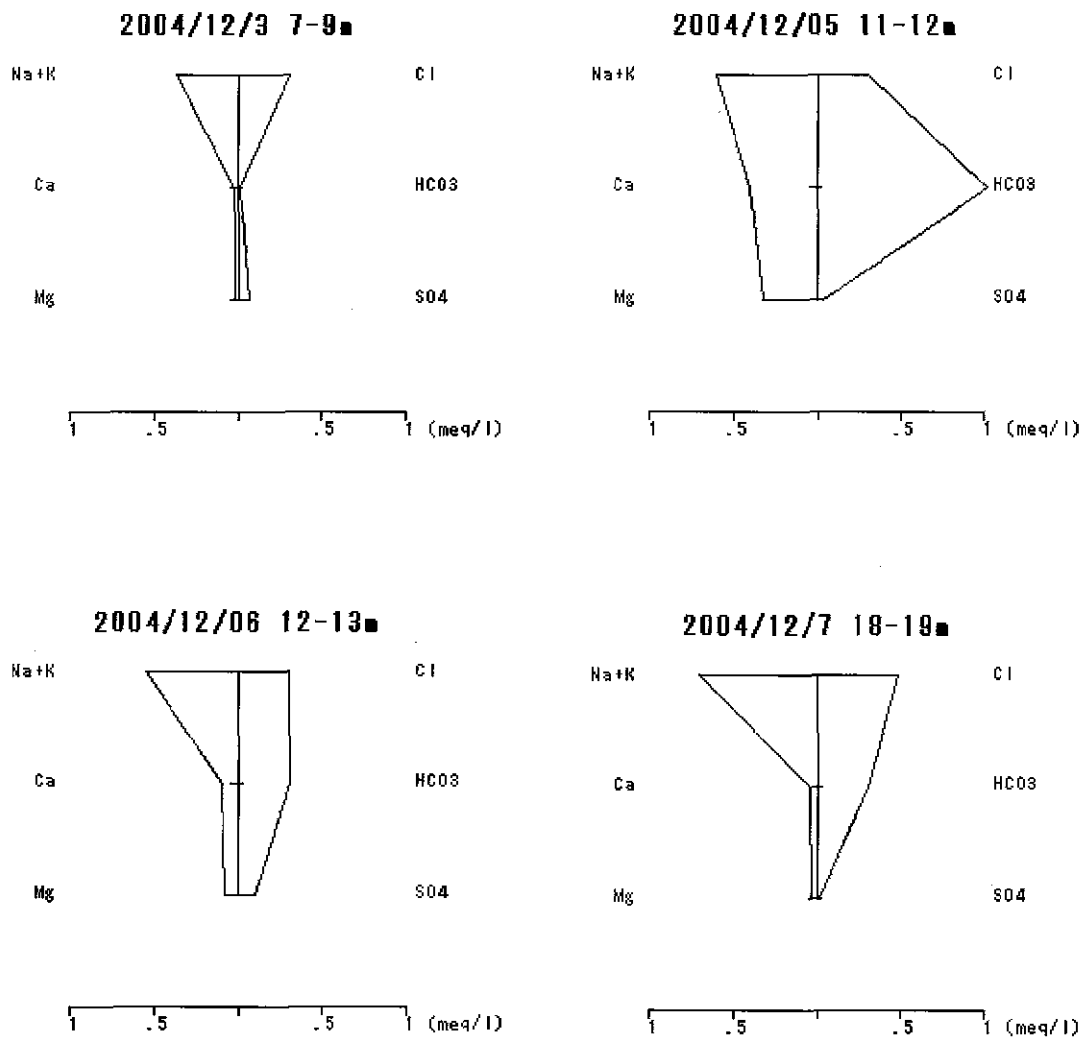 2004/12/3 7-9m
Na+K Cl
Ca HCO3
Mg SO4
1 .5 .5 1 (meq/l)
2004/12/05 11-12m
Na+K Cl
Ca HCO3
Mg SO4
1 .5 .5 1 (meq/l)
2004/12/06 12-13m
Na+K Cl
Ca HCO3
Mg SO4
1 .5 .5 1 (meq/l)
2004/12/7 18-19m
Na+K Cl
Ca HCO3
Mg SO4
1 .5 .5 1 (meq/l)